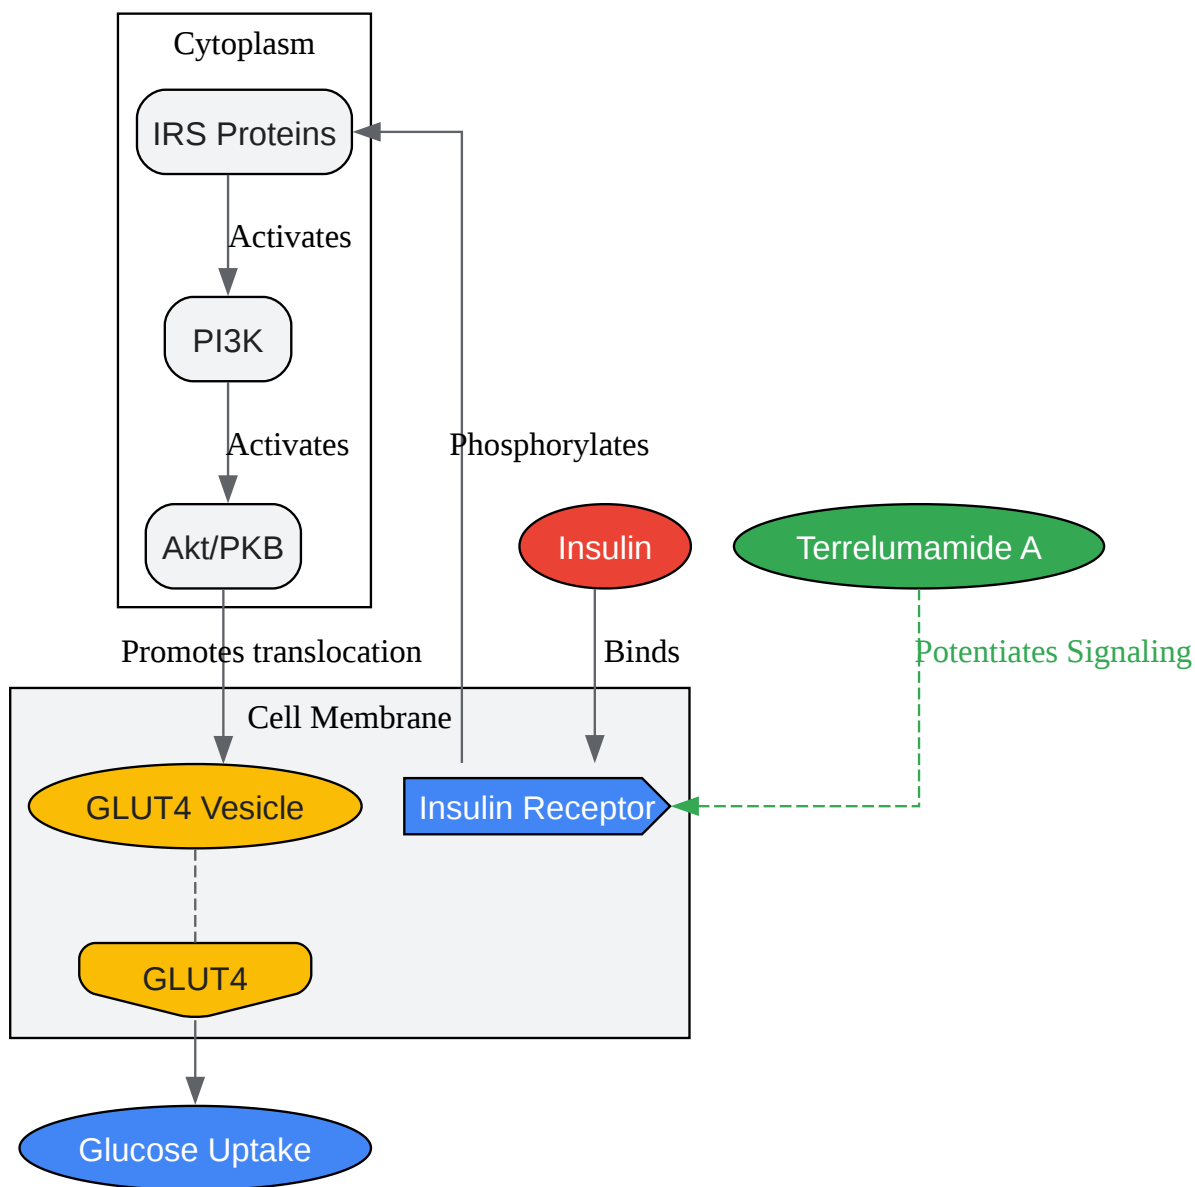 Cytoplasm
IRS Proteins
Activates
PI3K
Activates
Phosphorylates
Akt/PKB
Insulin
Terrelumamide A
Promotes translocation
Binds
Potentiates Signaling
Cell Membrane
GLUT4 Vesicle
Insulin Receptor
GLUT4
Glucose Uptake